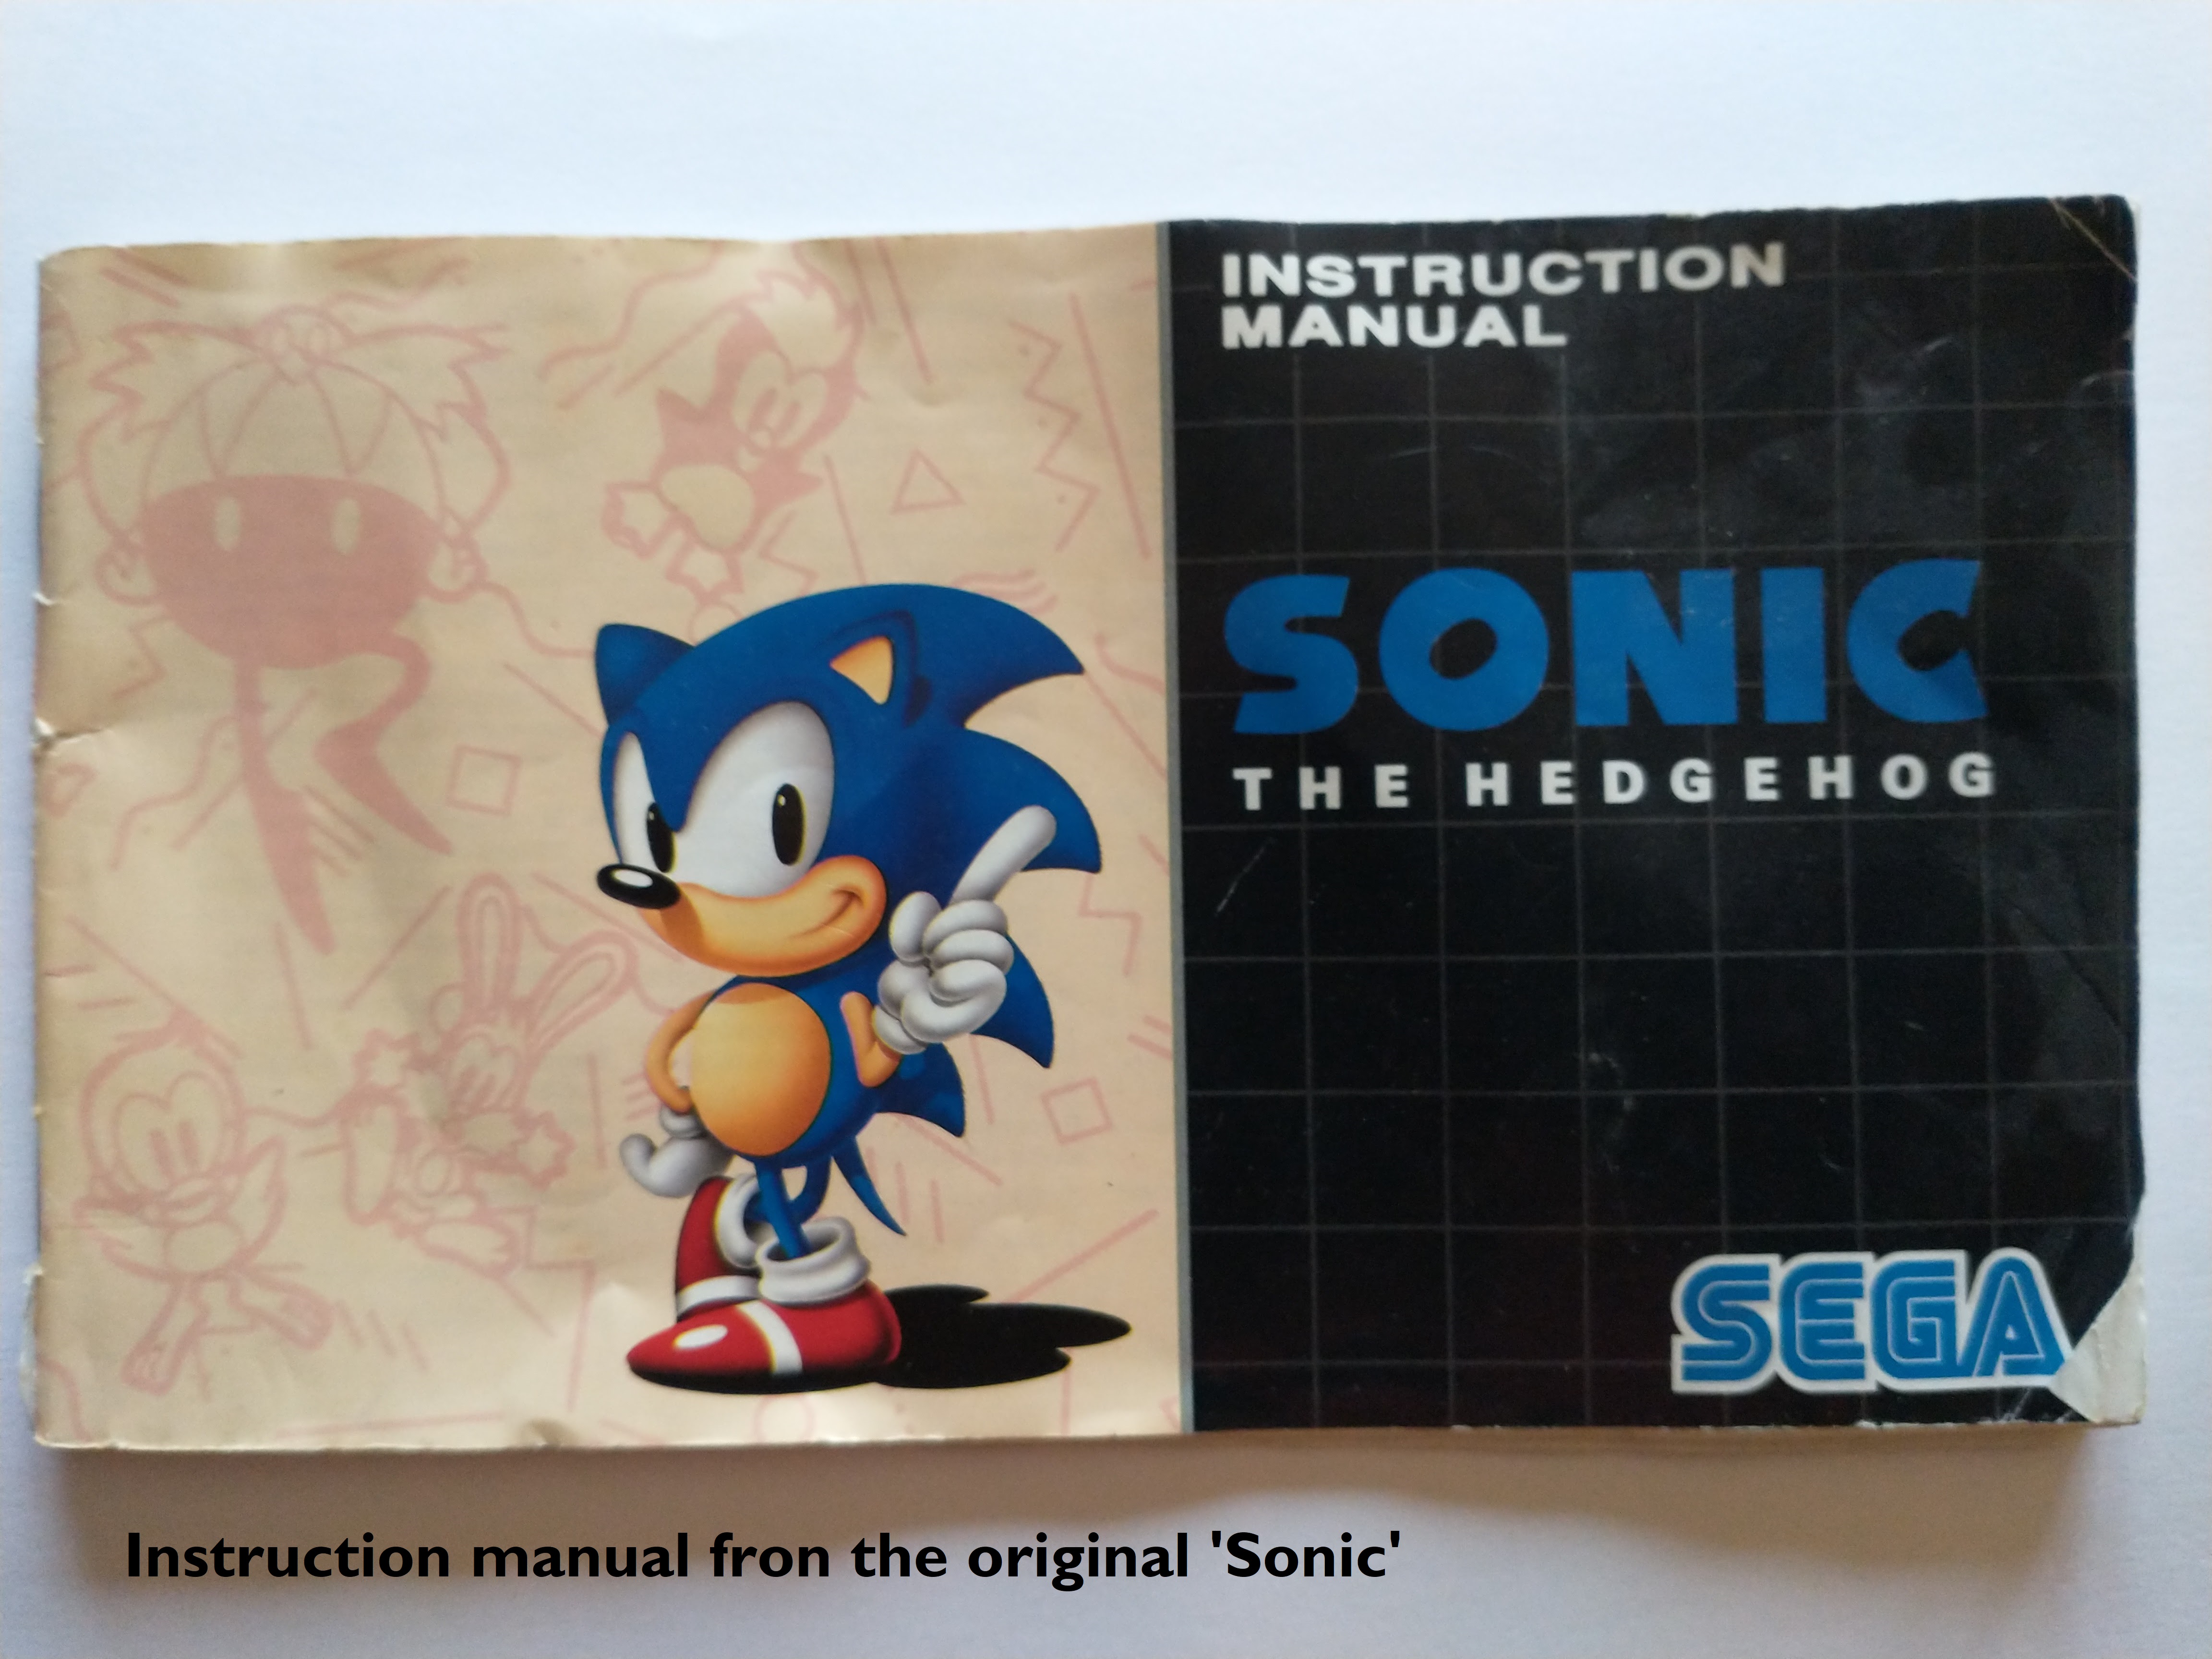 INSTRUCTION
MANUAL
SONIC
THE HEDGEHOG
SEGA
Instruction manual fron the original 'Sonic'